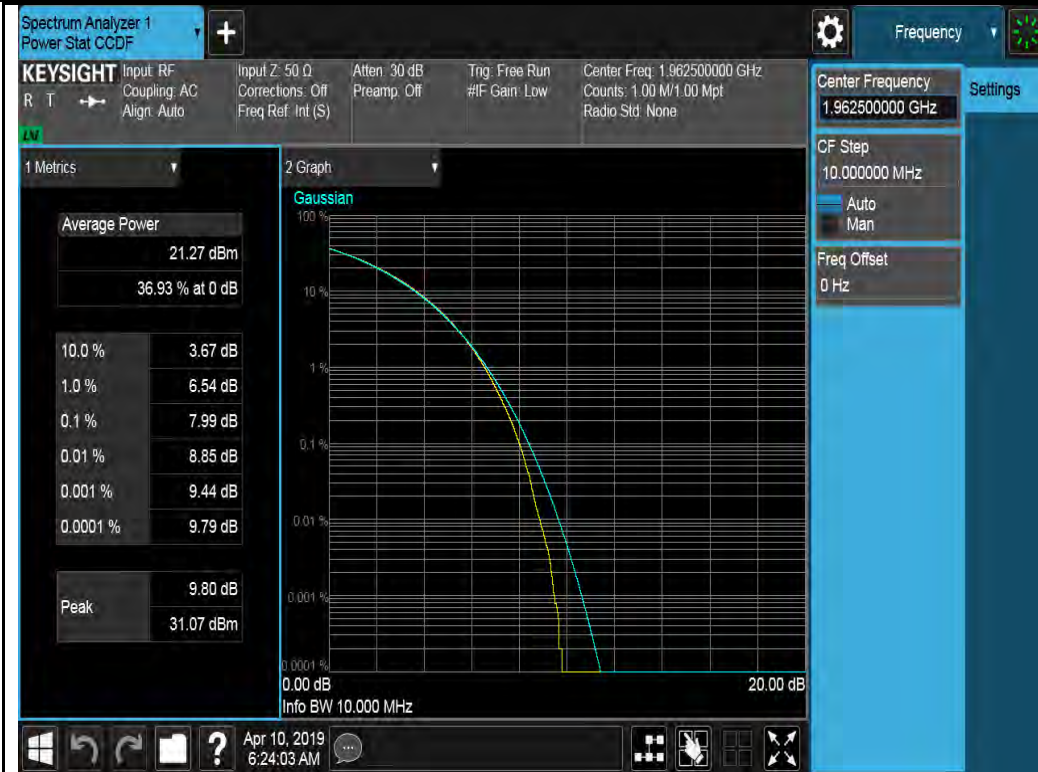 Spectrum Analyzer 1
Power Stat CCDF
+
Frequency
KEYSIGHT
R T
LNI
Input: RF
Coupling: AC
Align: Auto
Input Z: 50 Ω
Corrections: Off
Freq Ref: Int (S)
Atten: 30 dB
Preamp: Off
Trig: Free Run
#IF Gain: Low
Center Freq: 1.962500000 GHz
Counts: 1.00 M/1.00 Mpt
Radio Std: None
Center Frequency
1.962500000 GHz
Settings
CF Step
10.000000 MHz
Auto
Man
Freq Offset
0 Hz
1 Metrics
Average Power
21.27 dBm
36.93 % at 0 dB
10.0 % 3.67 dB
1.0 % 6.54 dB
0.1 % 7.99 dB
0.01 % 8.85 dB
0.001 % 9.44 dB
0.0001 % 9.79 dB
Peak
9.80 dB
31.07 dBm
2 Graph
Gaussian
100 %
10 %
1 %
0.1 %
0.01 %
0.001 %
0.0001 %
0.00 dB 20.00 dB
Info BW 10.000 MHz
?
Apr 10, 2019
6:24:03 AM